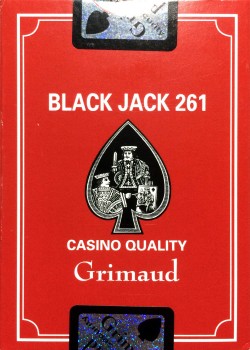 BLACK JACK 261
CASINO QUALITY
Grimaud